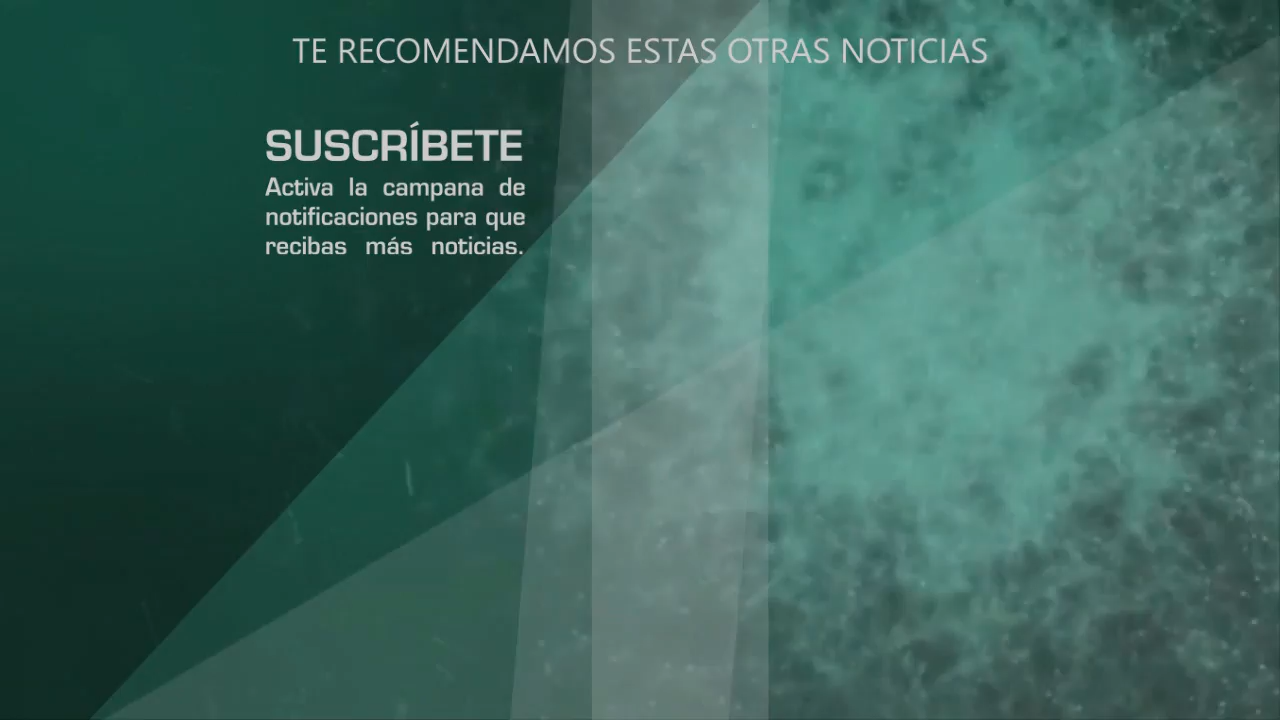 TE RECOMENDAMOS ESTAS OTRAS NOTICIAS
SUSCRÍBETE
Activa la campana de
notificaciones para que
recibas más noticias.